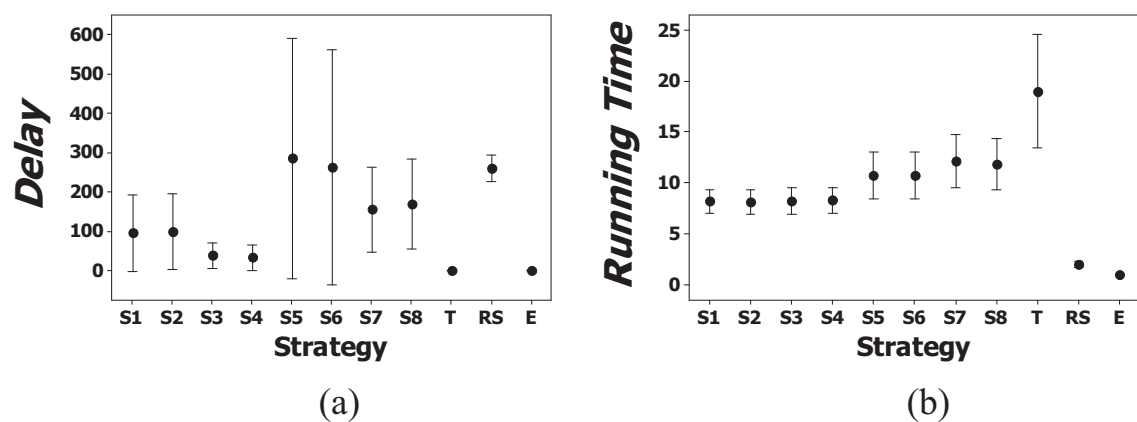 Delay
600
500
400
300
200
100
0
S1 S2 S3 S4 S5 S6 S7 S8 T RS E
Strategy
(a)
Running Time
25
20
15
10
5
0
S1 S2 S3 S4 S5 S6 S7 S8 T RS E
Strategy
(b)